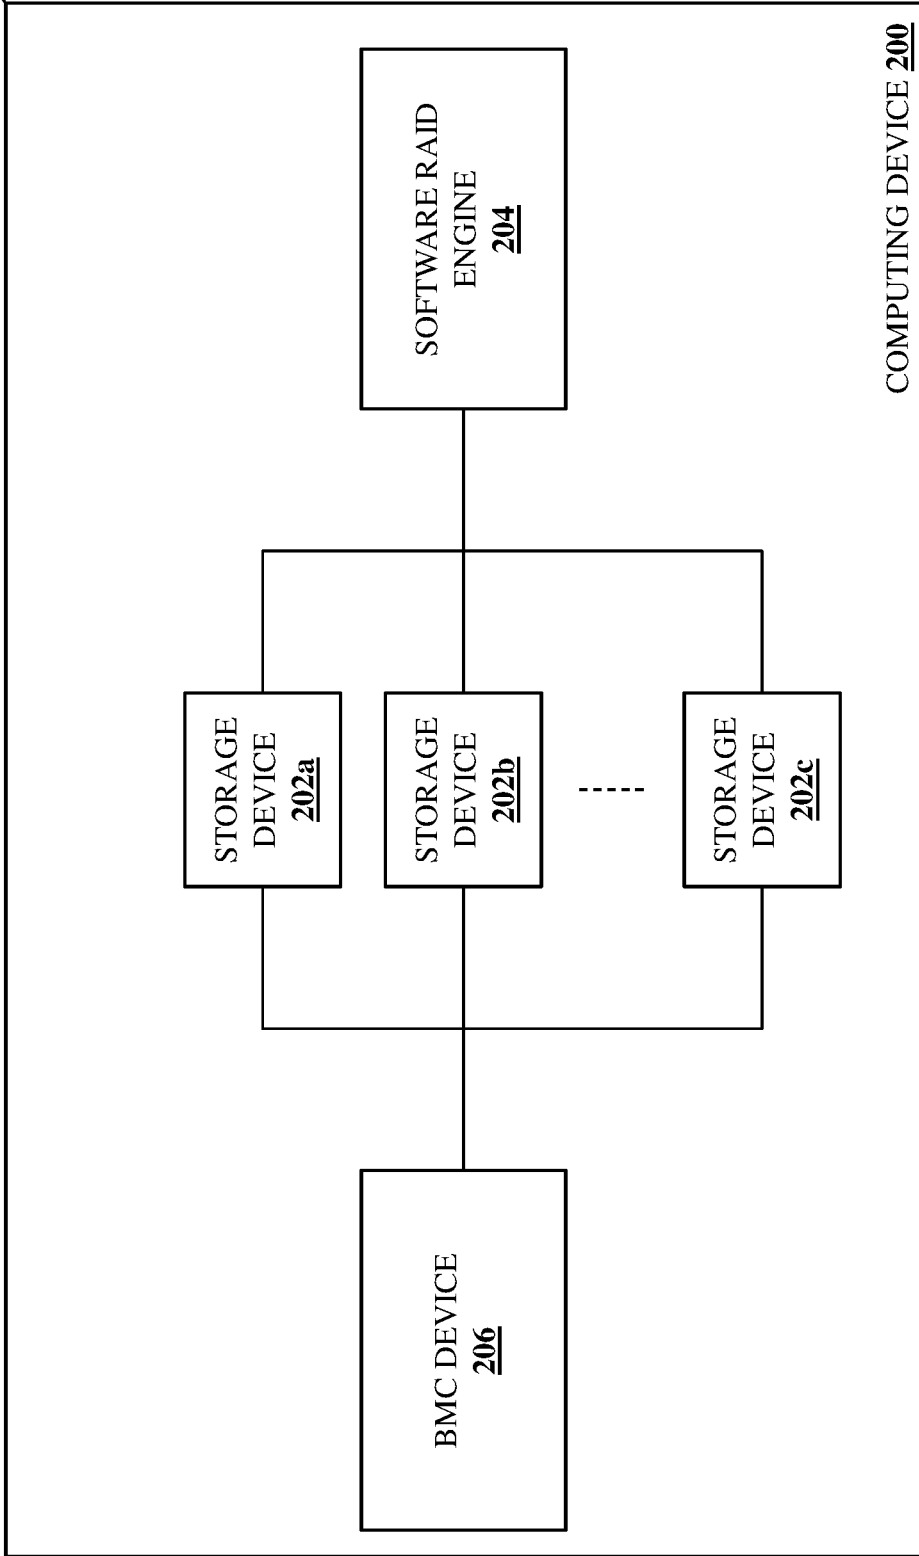 BMC DEVICE
206
STORAGE
DEVICE
202a
STORAGE
DEVICE
202b
STORAGE
DEVICE
202c
SOFTWARE RAID
ENGINE
204
COMPUTING DEVICE 200